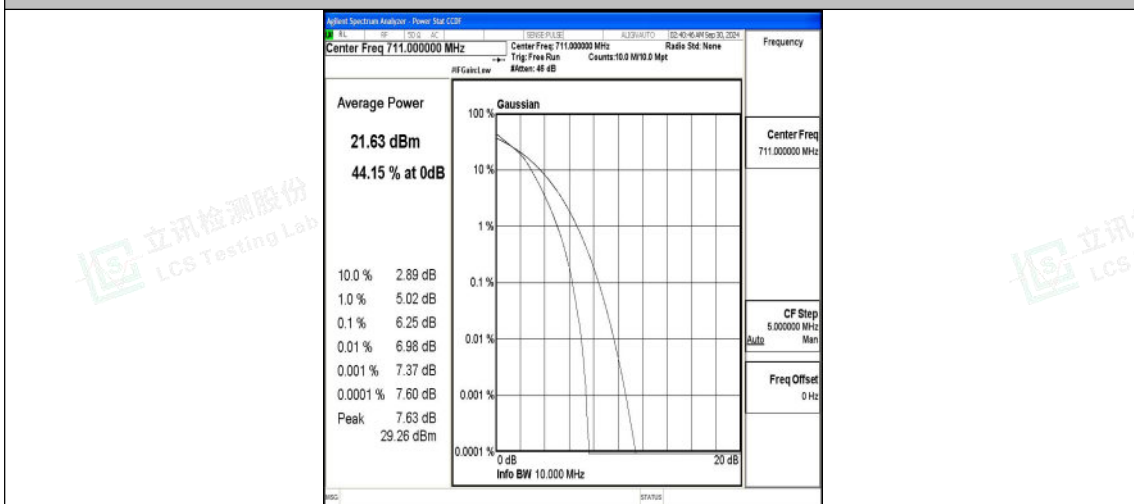 Agilent Spectrum Analyzer - Power Stat CCDF
RL RF 50 Ω AC SENSE:PULSE ALIGNAUTO 02:40:46 AM Sep 30, 2024
Center Freq 711.000000 MHz
Center Freq: 711.000000 MHz
Radio Std: None
Trig: Free Run
Counts:10.0 M/10.0 Mpt
#IFGain:Low
#Atten: 46 dB
Frequency
Average Power
21.63 dBm
44.15 % at 0dB
10.0 % 2.89 dB
1.0 % 5.02 dB
0.1 % 6.25 dB
0.01 % 6.98 dB
0.001 % 7.37 dB
0.0001 % 7.60 dB
Peak 7.63 dB
29.26 dBm
Gaussian
100 %
10 %
1 %
0.1 %
0.01 %
0.001 %
0.0001 %
0 dB
20 dB
Info BW 10.000 MHz
Center Freq
711.000000 MHz
CF Step
5.000000 MHz
Auto Man
Freq Offset
0 Hz
MSG
STATUS
立讯检测股份
LCS Testing Lab
立讯
LCS